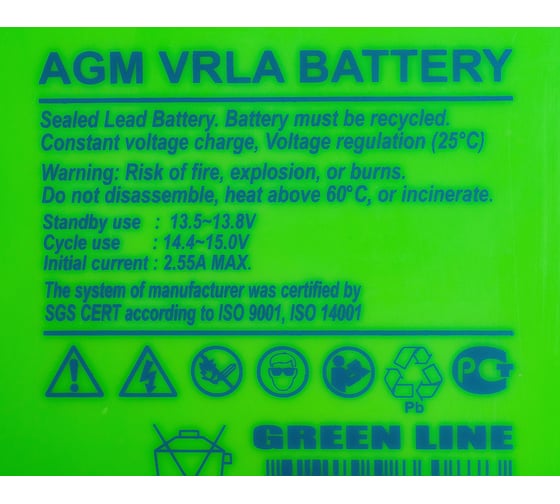 AGM VRLA BATTERY
Sealed Lead Battery. Battery must be recycled.
Constant voltage charge, Voltage regulation (25°C)
Warning: Risk of fire, explosion, or burns.
Do not disassemble, heat above 60°C, or incinerate.
Standby use : 13.5~13.8V
Cycle use : 14.4~15.0V
Initial current : 2.55A MAX.
The system of manufacturer was certified by
SGS CERT according to ISO 9001, ISO 14001
Pb
РСТ
GREEN LINE